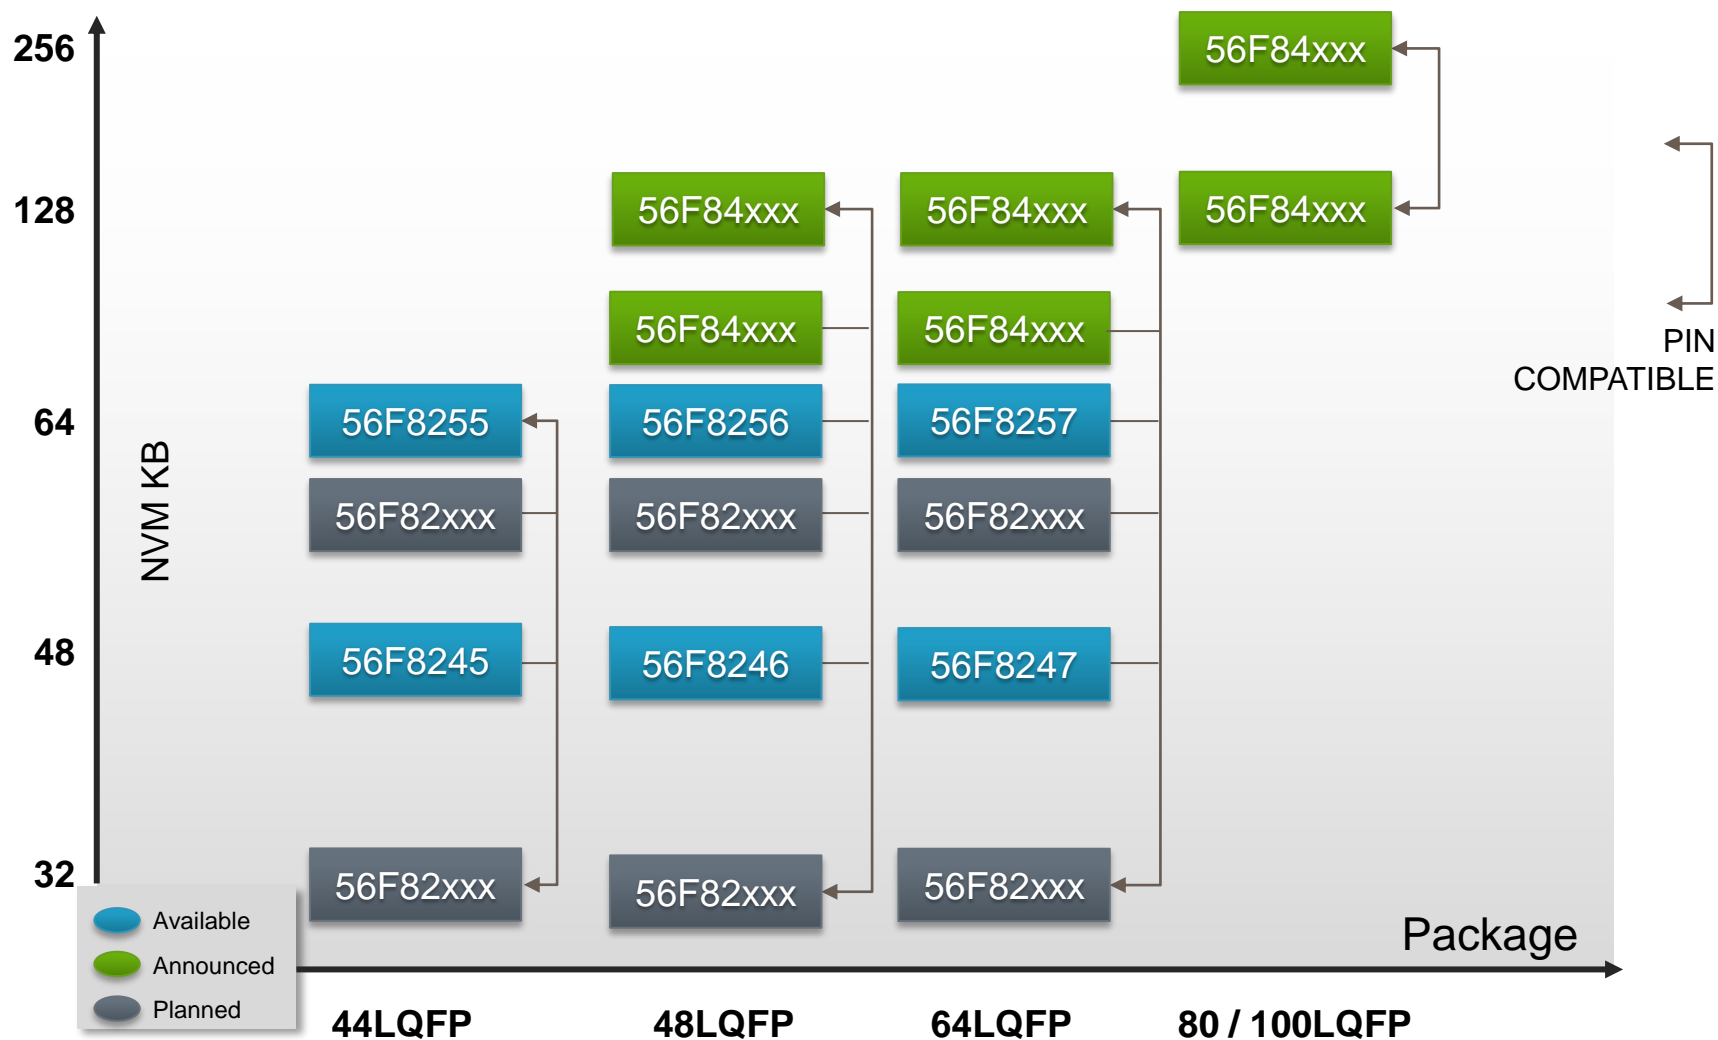 256
56F84xxx
128
56F84xxx
56F84xxx
56F84xxx
56F84xxx
56F84xxx
PIN
COMPATIBLE
64
56F8255
56F8256
56F8257
NVM KB
56F82xxx
56F82xxx
56F82xxx
48
56F8245
56F8246
56F8247
32
56F82xxx
56F82xxx
56F82xxx
Available
Announced
Planned
Package
44LQFP
48LQFP
64LQFP
80 / 100LQFP